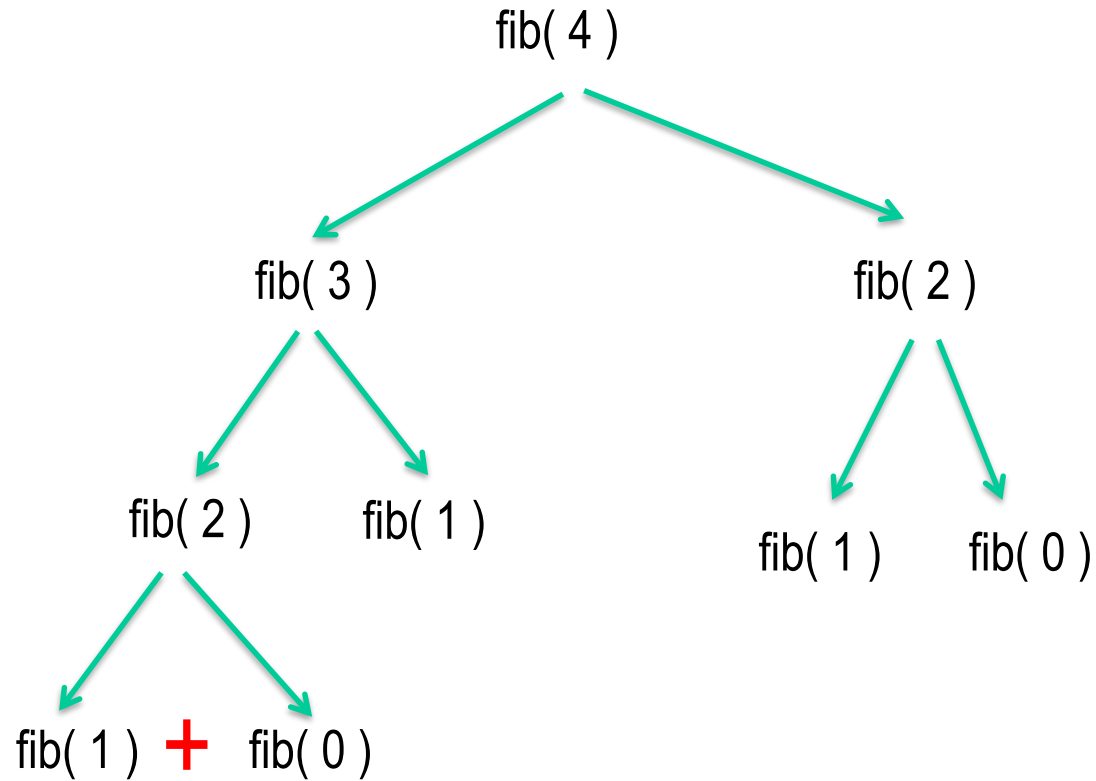 fib( 4 )
fib( 3 )
fib( 2 )
fib( 2 )
fib( 1 )
fib( 1 )
fib( 0 )
fib( 1 ) + fib( 0 )